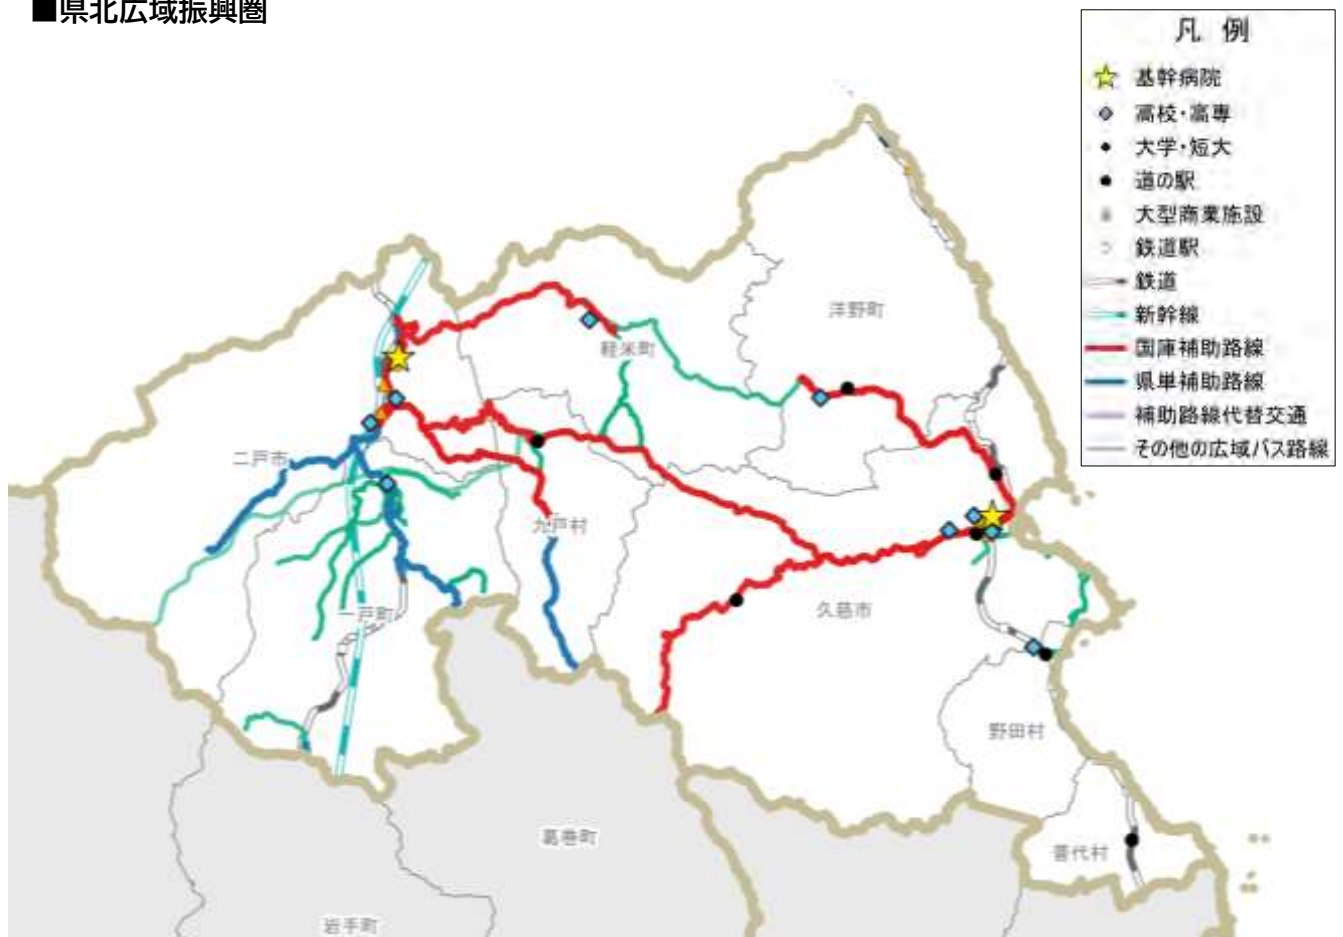 ■県北広域振興圏
凡 例
基幹病院
高校・高専
大学・短大
道の駅
大型商業施設
鉄道駅
鉄道
新幹線
国庫補助路線
県単補助路線
補助路線代替交通
その他の広域バス路線
洋野町
軽米町
二戸市
九戸村
一戸町
久慈市
野田村
普代村
葛巻町
岩手町